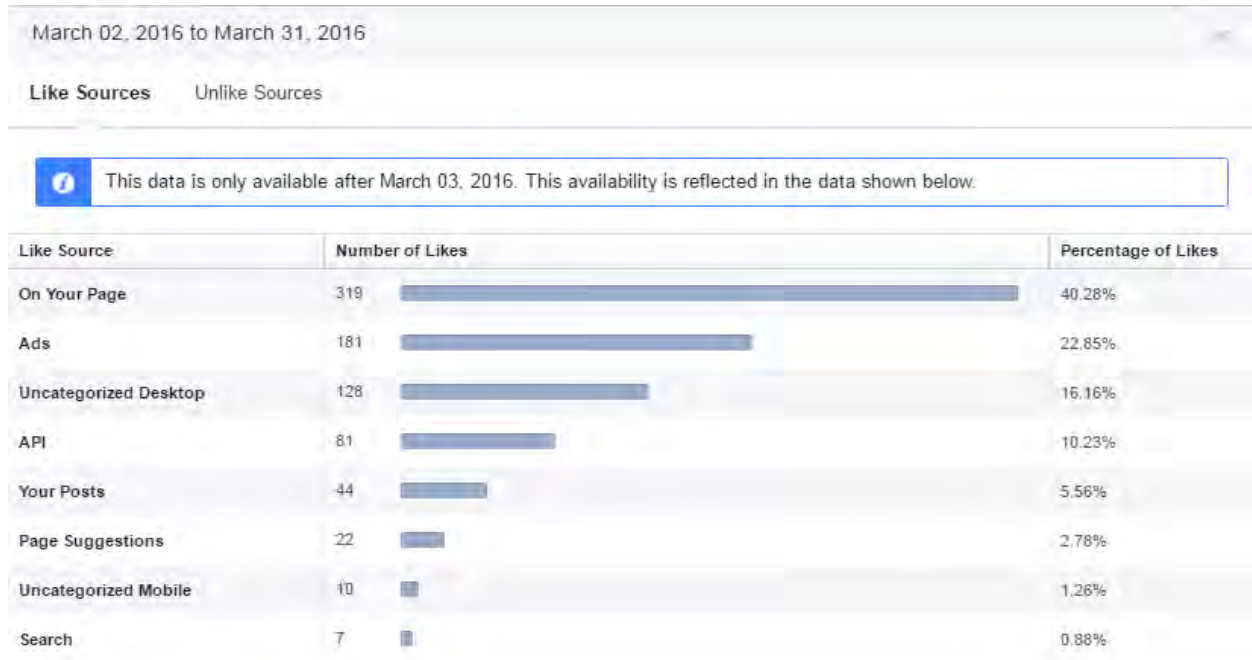 March 02, 2016 to March 31, 2016
Like Sources Unlike Sources
This data is only available after March 03, 2016. This availability is reflected in the data shown below.
Like Source Number of Likes Percentage of Likes
On Your Page 319 40.28%
Ads 181 22.85%
Uncategorized Desktop 128 16.16%
API 81 10.23%
Your Posts 44 5.56%
Page Suggestions 22 2.78%
Uncategorized Mobile 10 1.26%
Search 7 0.88%